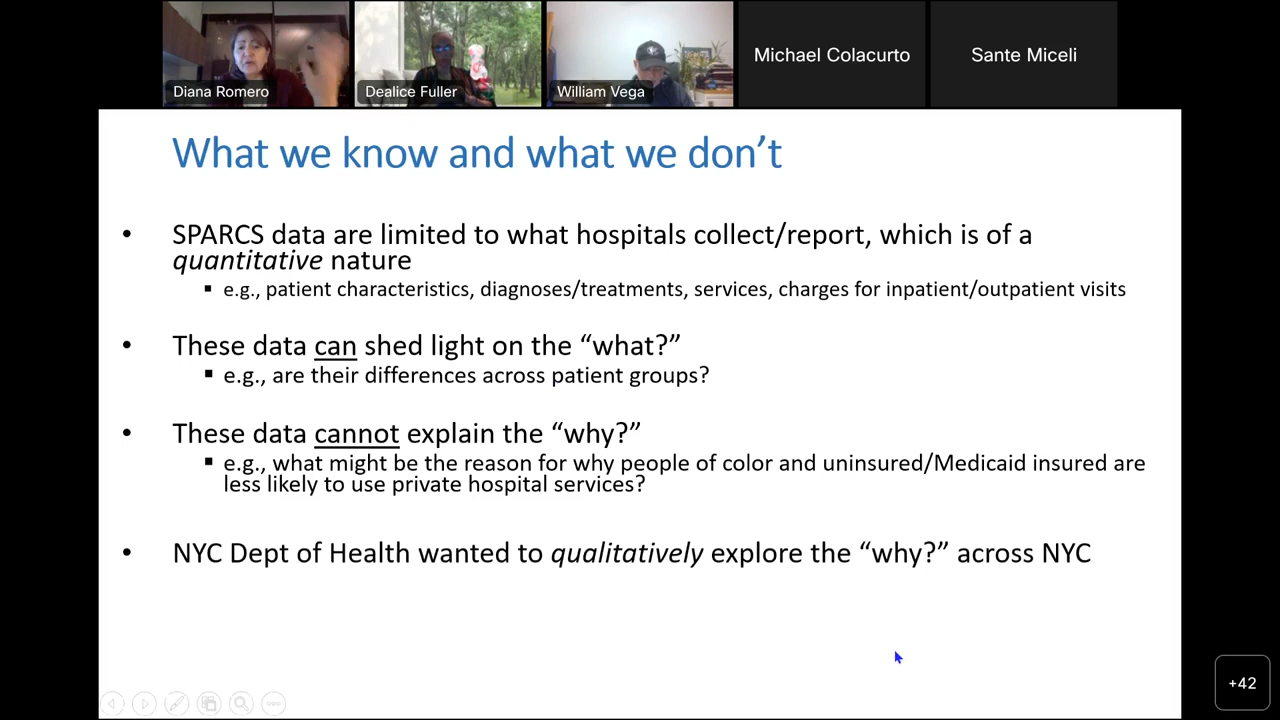 Diana Romero
Dealice Fuller
William Vega
Michael Colacurto
Sante Miceli
What we know and what we don’t
• SPARCS data are limited to what hospitals collect/report, which is of a
quantitative nature
▪ e.g., patient characteristics, diagnoses/treatments, services, charges for inpatient/outpatient visits
• These data can shed light on the “what?”
▪ e.g., are their differences across patient groups?
• These data cannot explain the “why?”
▪ e.g., what might be the reason for why people of color and uninsured/Medicaid insured are
less likely to use private hospital services?
• NYC Dept of Health wanted to qualitatively explore the “why?” across NYC
+42